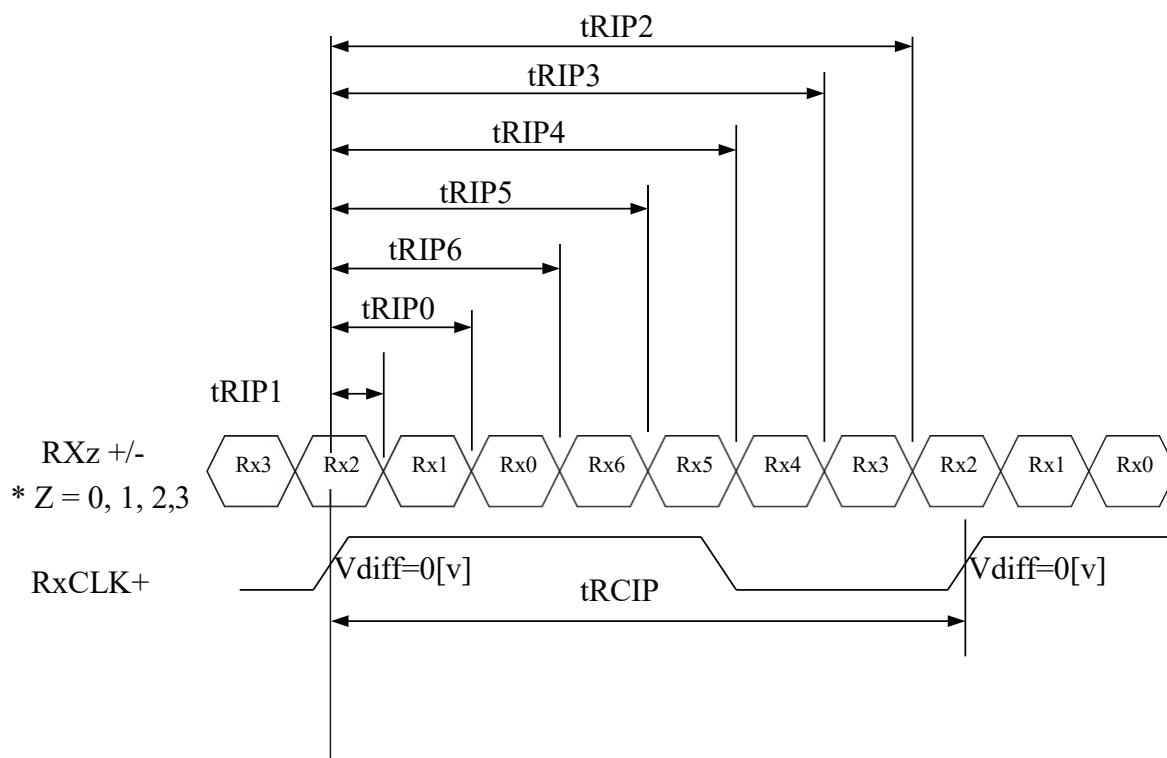 tRIP2
tRIP3
tRIP4
tRIP5
tRIP6
tRIP0
tRIP1
RXz +/-
* Z = 0, 1, 2,3
Rx3 Rx2 Rx1 Rx0 Rx6 Rx5 Rx4 Rx3 Rx2 Rx1 Rx0
RxCLK+
Vdiff=0[v] Vdiff=0[v]
tRCIP